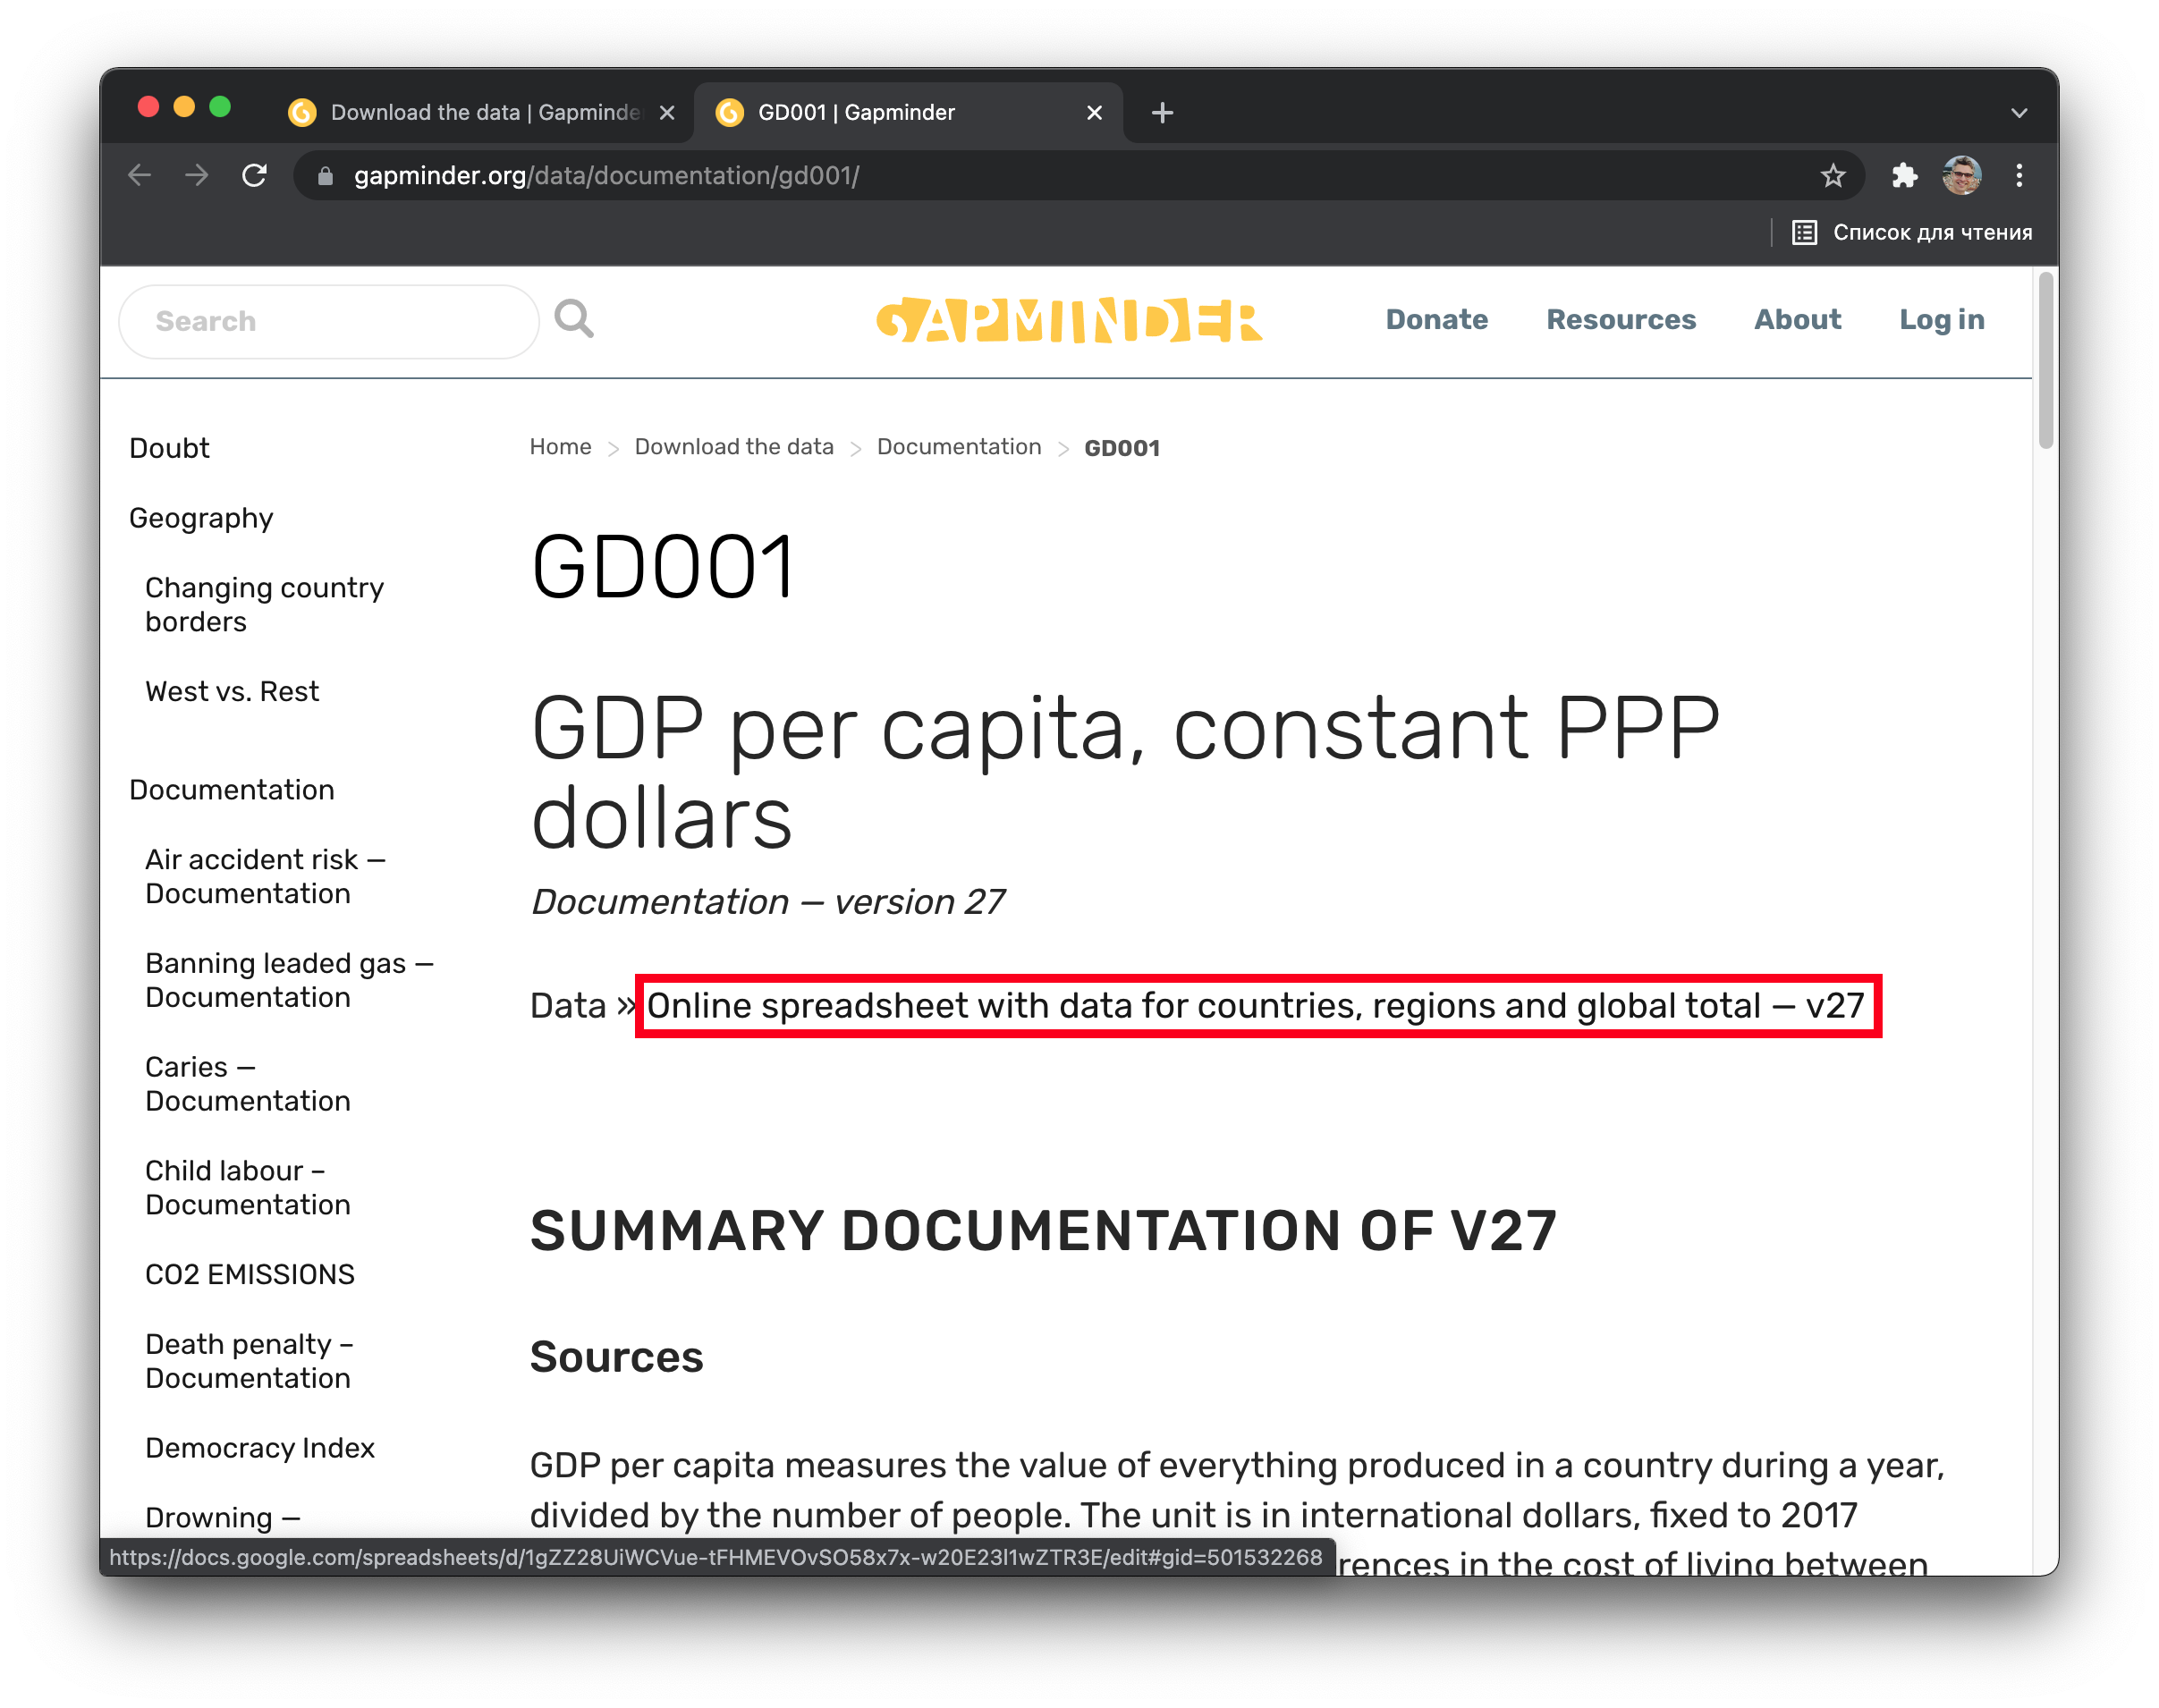 Download the data | Gapminde
GD001 | Gapminder
gapminder.org/data/documentation/gd001/
Список для чтения
Search
GAPMINDER
Donate
Resources
About
Log in
Doubt
Geography
Changing country
borders
West vs. Rest
Documentation
Air accident risk —
Documentation
Banning leaded gas —
Documentation
Caries —
Documentation
Child labour –
Documentation
CO2 EMISSIONS
Death penalty –
Documentation
Democracy Index
Drowning —
Home > Download the data > Documentation > GD001
GD001
GDP per capita, constant PPP
dollars
Documentation — version 27
Data » Online spreadsheet with data for countries, regions and global total — v27
SUMMARY DOCUMENTATION OF V27
Sources
GDP per capita measures the value of everything produced in a country during a year,
divided by the number of people. The unit is in international dollars, fixed to 2017
rences in the cost of living between
https://docs.google.com/spreadsheets/d/1gZZ28UiWCVue-tFHMEVOvSO58x7x-w20E23l1wZTR3E/edit#gid=501532268